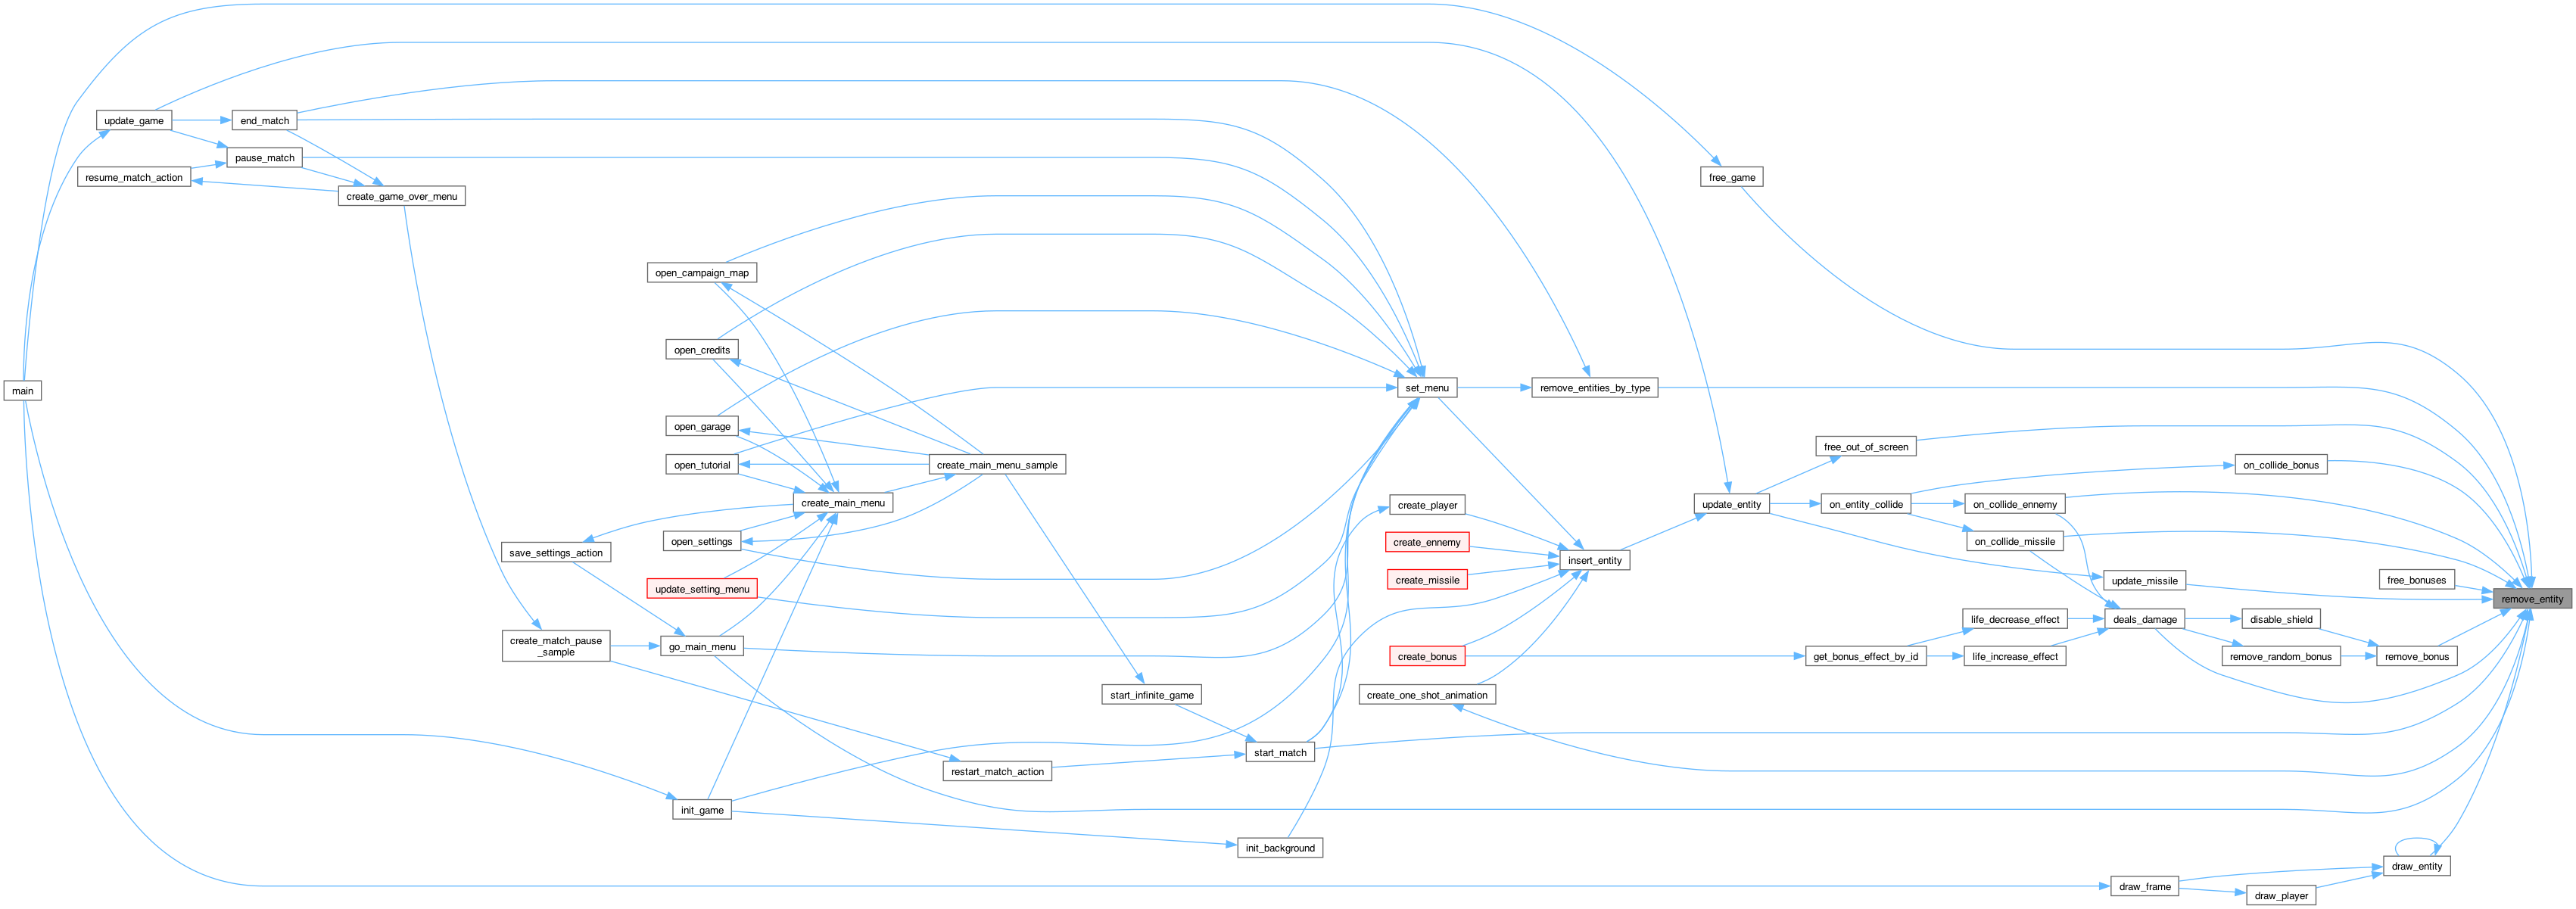 main
update_game
resume_match_action
end_match
pause_match
create_game_over_menu
create_match_pause
_sample
save_settings_action
open_campaign_map
open_credits
open_garage
open_tutorial
open_settings
update_setting_menu
go_main_menu
init_game
create_main_menu
create_main_menu_sample
restart_match_action
start_infinite_game
start_match
init_background
set_menu
create_player
create_ennemy
create_missile
create_bonus
create_one_shot_animation
remove_entities_by_type
insert_entity
free_game
update_entity
free_out_of_screen
on_entity_collide
get_bonus_effect_by_id
on_collide_ennemy
on_collide_missile
life_decrease_effect
life_increase_effect
update_missile
deals_damage
draw_frame
on_collide_bonus
disable_shield
remove_random_bonus
draw_player
free_bonuses
remove_bonus
draw_entity
remove_entity